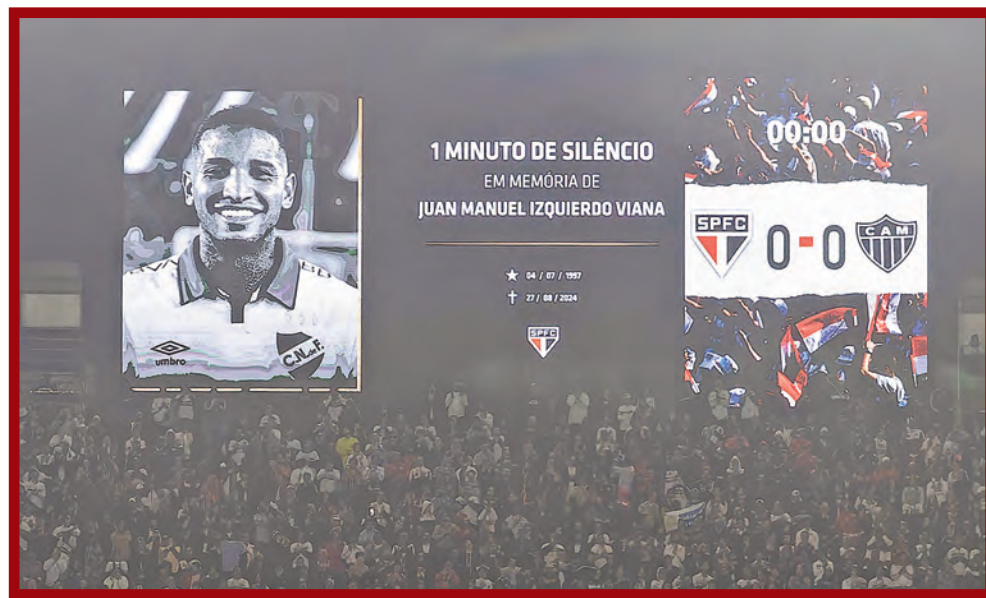 1 MINUTO DE SILÊNCIO
EM MEMÓRIA DE
JUAN MANUEL IZQUIERDO VIANA
04 / 07 / 1997
27 / 08 / 2024
SPFC
umbro
C.N. de F.
00:00
SPFC
0-0
CAM